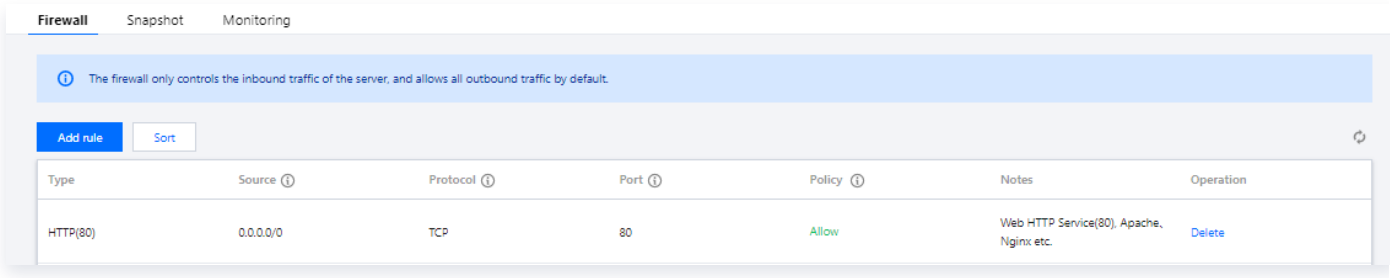 Firewall Snapshot Monitoring
The firewall only controls the inbound traffic of the server, and allows all outbound traffic by default.
Add rule Sort
Type Source Protocol Port Policy Notes Operation
HTTP(80) 0.0.0.0/0 TCP 80 Allow Web HTTP Service(80), Apache、 Delete
Nginx etc.